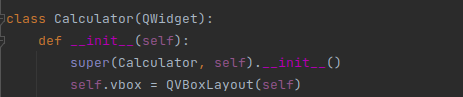 class Calculator(QWidget):
    def __init__(self):
        super(Calculator, self).__init__()
        self.vbox = QVBoxLayout(self)